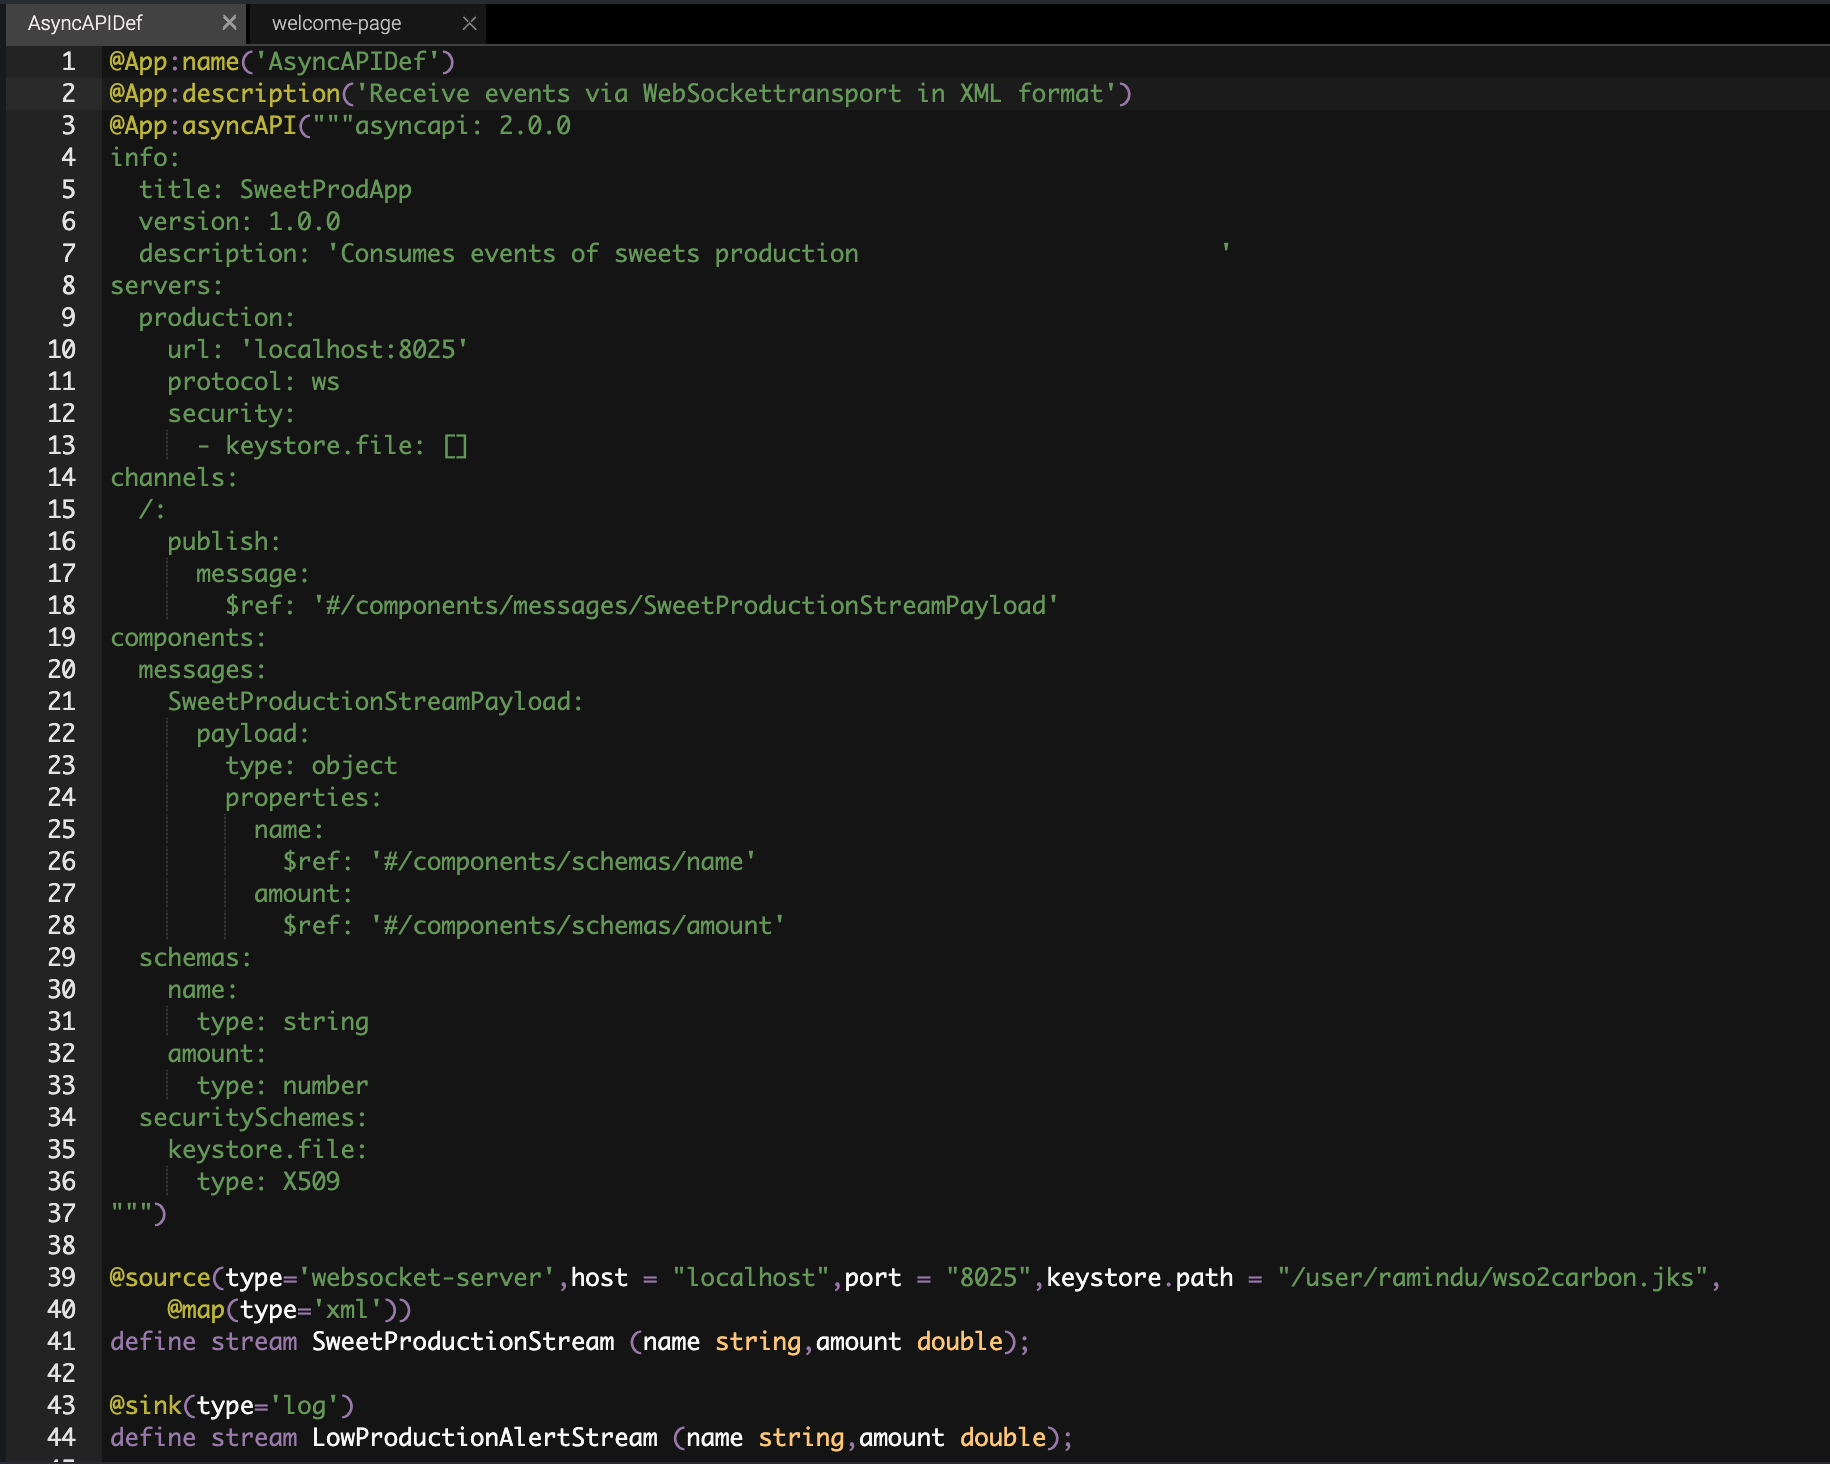 AsyncAPIDef × welcome-page ×
1 @App:name('AsyncAPIDef')
2 @App:description('Receive events via WebSockettransport in XML format')
3 @App:asyncAPI("""asyncapi: 2.0.0
4 info:
5   title: SweetProdApp
6   version: 1.0.0
7   description: 'Consumes events of sweets production                         '
8 servers:
9   production:
10     url: 'localhost:8025'
11     protocol: ws
12     security:
13       - keystore.file: []
14 channels:
15   /:
16     publish:
17       message:
18         $ref: '#/components/messages/SweetProductionStreamPayload'
19 components:
20   messages:
21     SweetProductionStreamPayload:
22       payload:
23         type: object
24         properties:
25           name:
26             $ref: '#/components/schemas/name'
27           amount:
28             $ref: '#/components/schemas/amount'
29   schemas:
30     name:
31       type: string
32     amount:
33       type: number
34   securitySchemes:
35     keystore.file:
36       type: X509
37 """)
38
39 @source(type='websocket-server',host = "localhost",port = "8025",keystore.path = "/user/ramindu/wso2carbon.jks",
40     @map(type='xml'))
41 define stream SweetProductionStream (name string,amount double);
42
43 @sink(type='log')
44 define stream LowProductionAlertStream (name string,amount double);